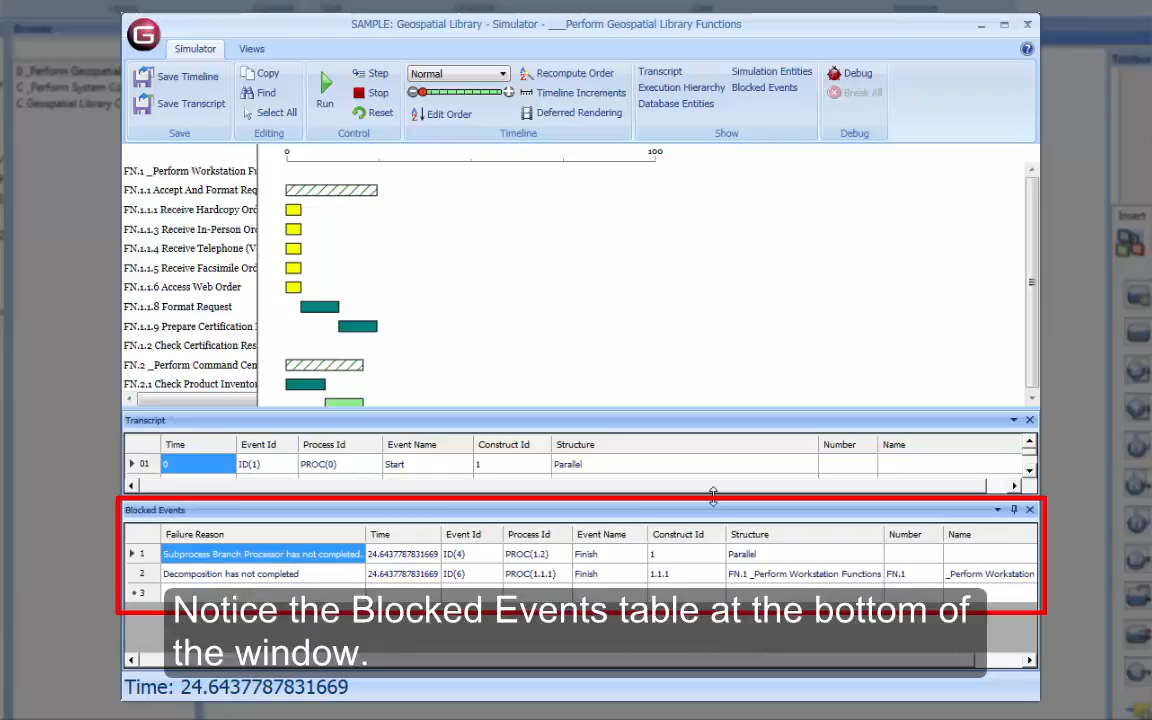 SAMPLE: Geospatial Library - Simulator - ___Perform Geospatial Library Functions
Simulator Views
Save Timeline
Save Transcript
Save
Copy
Find
Select All
Editing
Run
Step
Stop
Reset
Control
Normal
Edit Order
Recompute Order
Timeline Increments
Deferred Rendering
Timeline
Transcript
Execution Hierarchy
Database Entities
Simulation Entities
Blocked Events
Show
Debug
Break All
Debug
0 100
FN.1 _Perform Workstation Fu
FN.1.1 Accept And Format Req
FN.1.1.1 Receive Hardcopy Ord
FN.1.1.3 Receive In-Person Ord
FN.1.1.4 Receive Telephone (V
FN.1.1.5 Receive Facsimile Ord
FN.1.1.6 Access Web Order
FN.1.1.8 Format Request
FN.1.1.9 Prepare Certification
FN.1.2 Check Certification Res
FN.2 _Perform Command Cen
FN.2.1 Check Product Inventor
Transcript
Time Event Id Process Id Event Name Construct Id Structure Number Name
01 0 ID(1) PROC(0) Start 1 Parallel
Blocked Events
Failure Reason Time Event Id Process Id Event Name Construct Id Structure Number Name
1 Subprocess Branch Processor has not completed. 24.6437787831669 ID(4) PROC(1.2) Finish 1 Parallel
2 Decomposition has not completed 24.6437787831669 ID(6) PROC(1.1.1) Finish 1.1.1 FN.1 _Perform Workstation Functions FN.1 _Perform Workstation
3
Notice the Blocked Events table at the bottom of
the window.
Time: 24.6437787831669